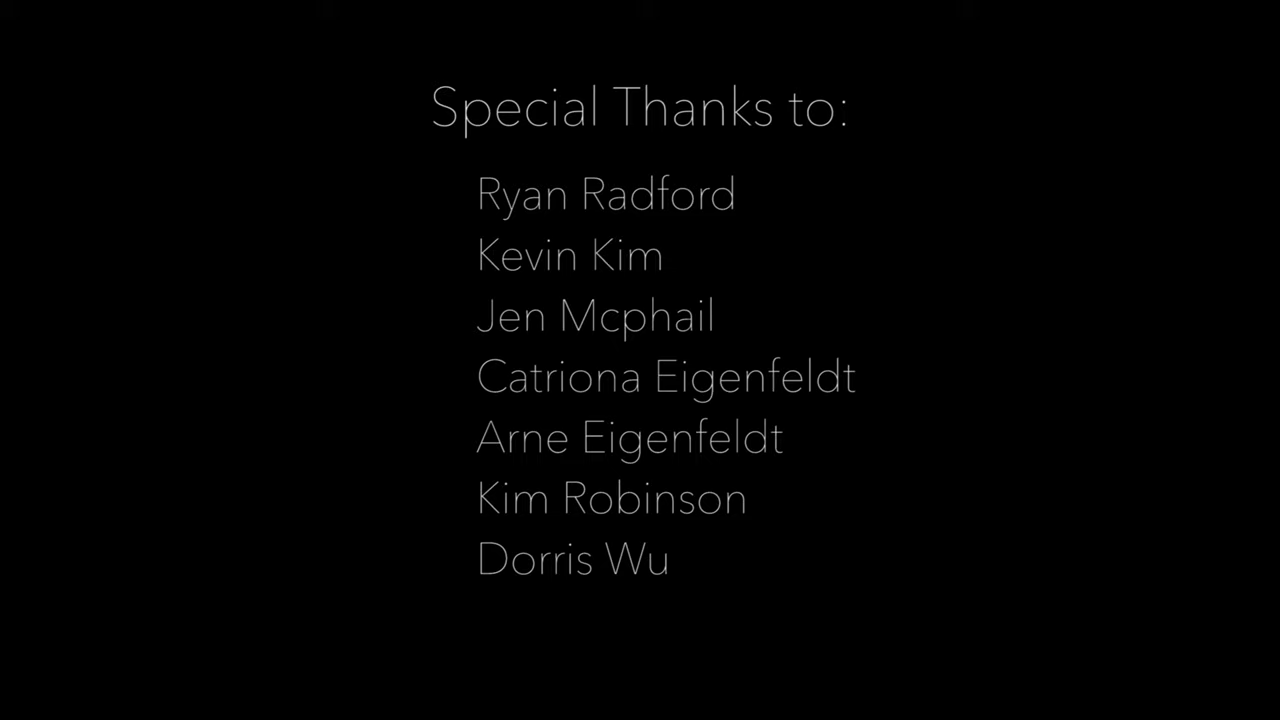 Special Thanks to:
Ryan Radford
Kevin Kim
Jen Mcphail
Catriona Eigenfeldt
Arne Eigenfeldt
Kim Robinson
Dorris Wu